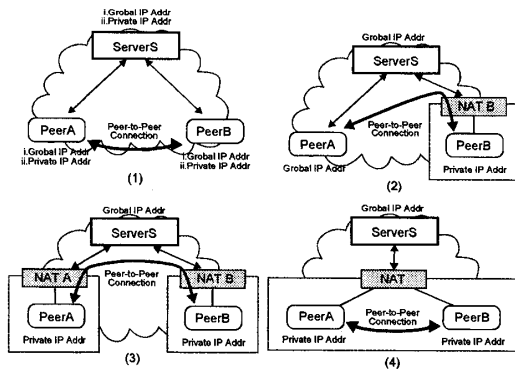 i.Grobal IP Addr
ii.Private IP Addr
ServerS
PeerA
Peer-to-Peer
Connection
PeerB
i.Grobal IP Addr
ii.Private IP Addr
i.Grobal IP Addr
ii.Private IP Addr
(1)
Grobal IP Addr
ServerS
NAT B
Peer-to-Peer
Connection
PeerA
PeerB
Grobal IP Addr
Private IP Addr
(2)
Grobal IP Addr
ServerS
NAT A
Peer-to-Peer
Connection
NAT B
PeerA
PeerB
Private IP Addr
Private IP Addr
(3)
Grobal IP Addr
ServerS
NAT
Peer-to-Peer
Connection
PeerA
PeerB
Private IP Addr
Private IP Addr
(4)